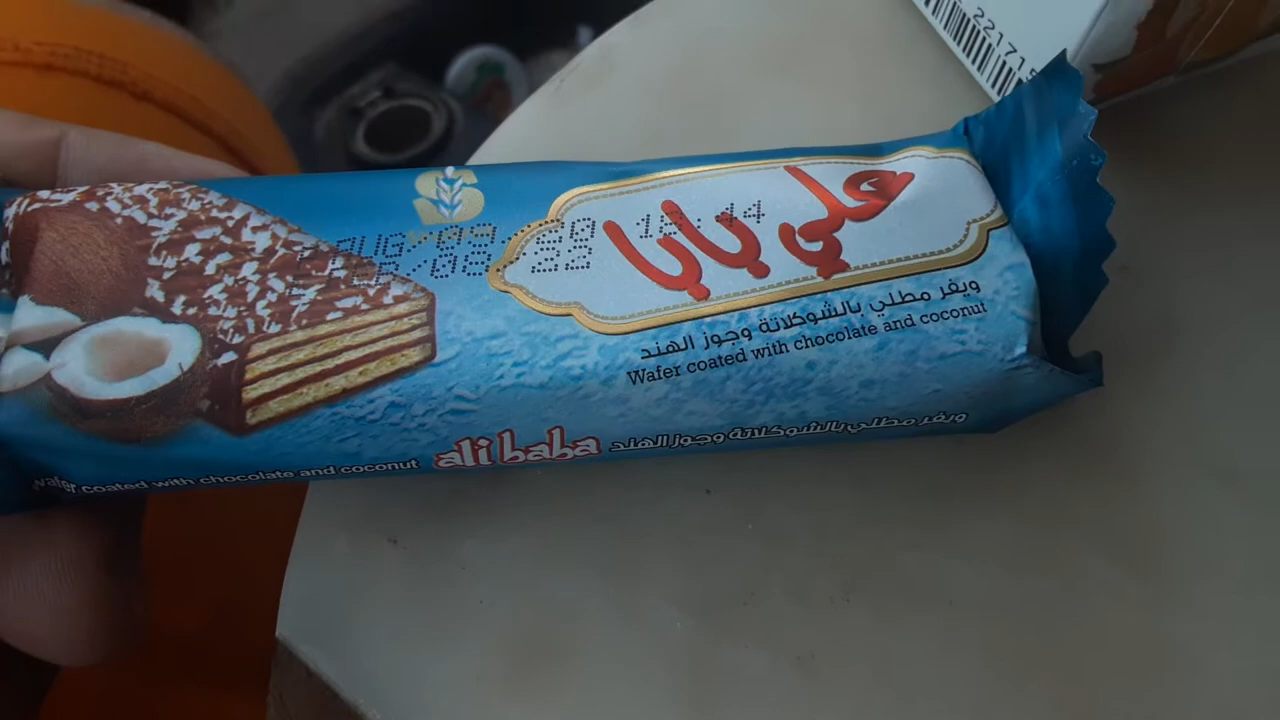 علي بابا
ويفر مطلي بالشوكلاتة وجوز الهند
Wafer coated with chocolate and coconut
wafer coated with chocolate and coconut ali baba ويفر مطلي بالشوكلاتة وجوز الهند